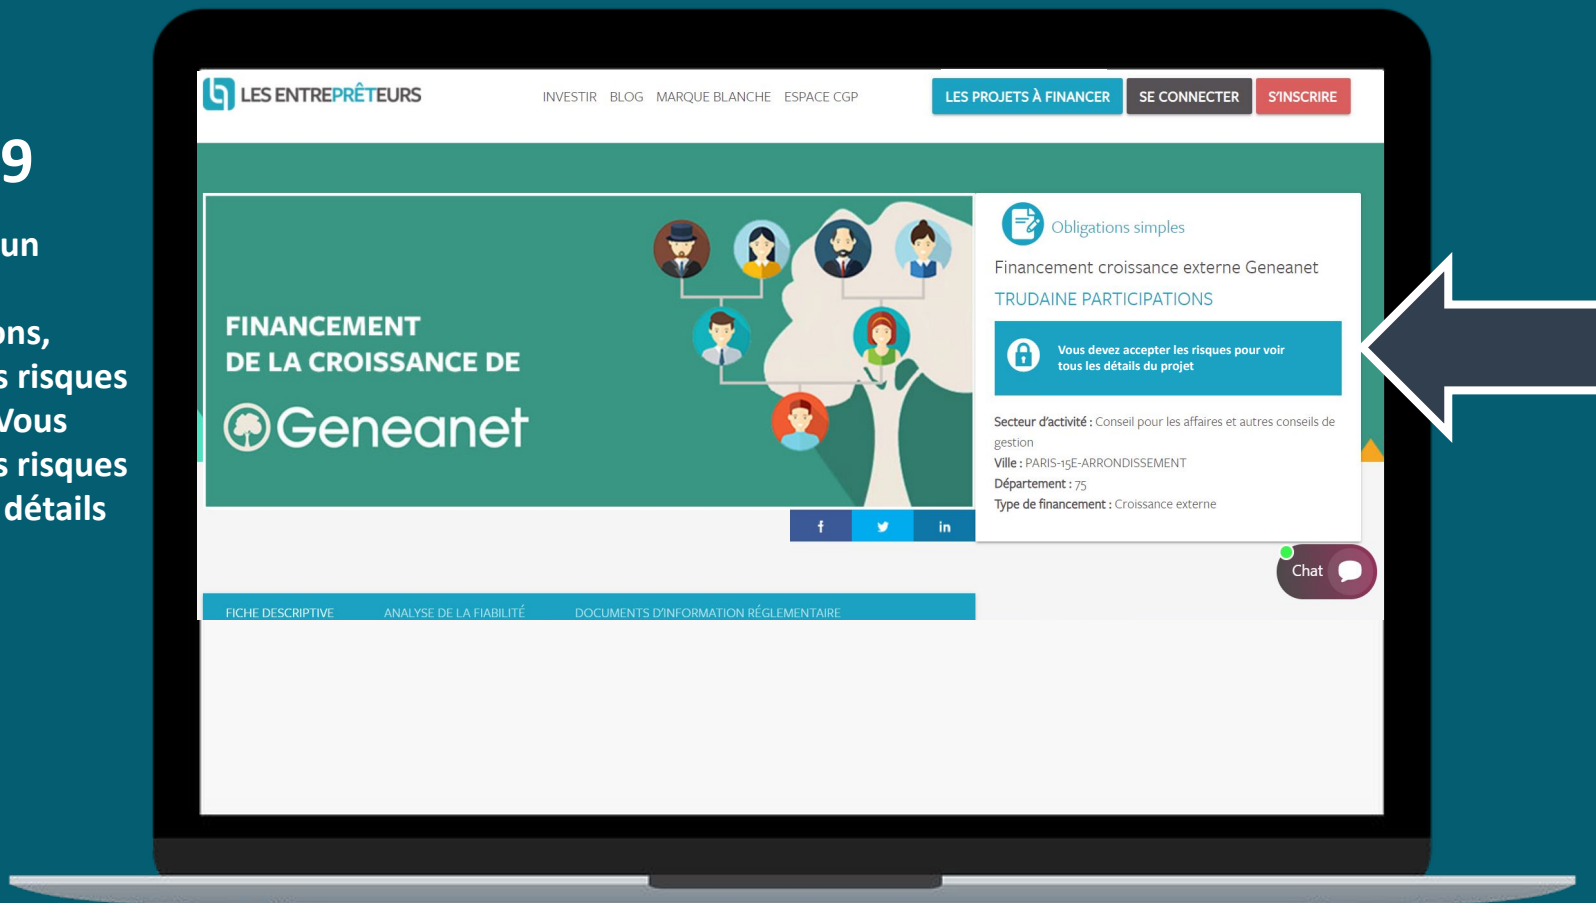 9
un
ons,
s risques
Vous
s risques
détails
LES ENTREPRÊTEURS
INVESTIR BLOG MARQUE BLANCHE ESPACE CGP
LES PROJETS À FINANCER SE CONNECTER S'INSCRIRE
FINANCEMENT
DE LA CROISSANCE DE
Geneanet
Obligations simples
Financement croissance externe Geneanet
TRUDAINE PARTICIPATIONS
Vous devez accepter les risques pour voir
tous les détails du projet
Secteur d'activité : Conseil pour les affaires et autres conseils de
gestion
Ville : PARIS-15E-ARRONDISSEMENT
Département : 75
Type de financement : Croissance externe
f in
Chat
FICHE DESCRIPTIVE ANALYSE DE LA FIABILITÉ DOCUMENTS D'INFORMATION RÉGLEMENTAIRE